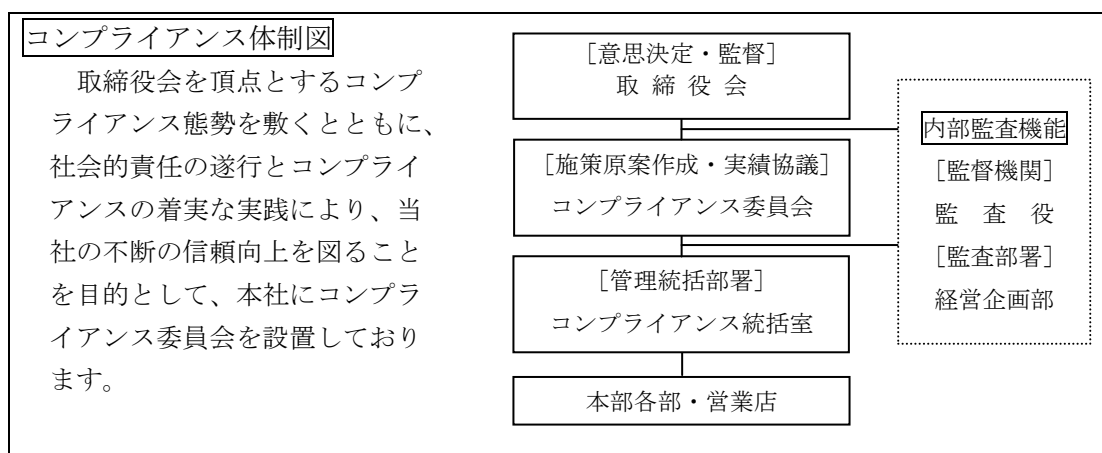 コンプライアンス体制図
取締役会を頂点とするコンプ
ライアンス態勢を敷くとともに、
社会的責任の遂行とコンプライ
アンスの着実な実践により、当
社の不断の信頼向上を図ること
を目的として、本社にコンプラ
イアンス委員会を設置しており
ます。
［意思決定・監督］
取 締 役 会
［施策原案作成・実績協議］
コンプライアンス委員会
［管理統括部署］
コンプライアンス統括室
本部各部・営業店
内部監査機能
［監督機関］
監 査 役
［監査部署］
経営企画部